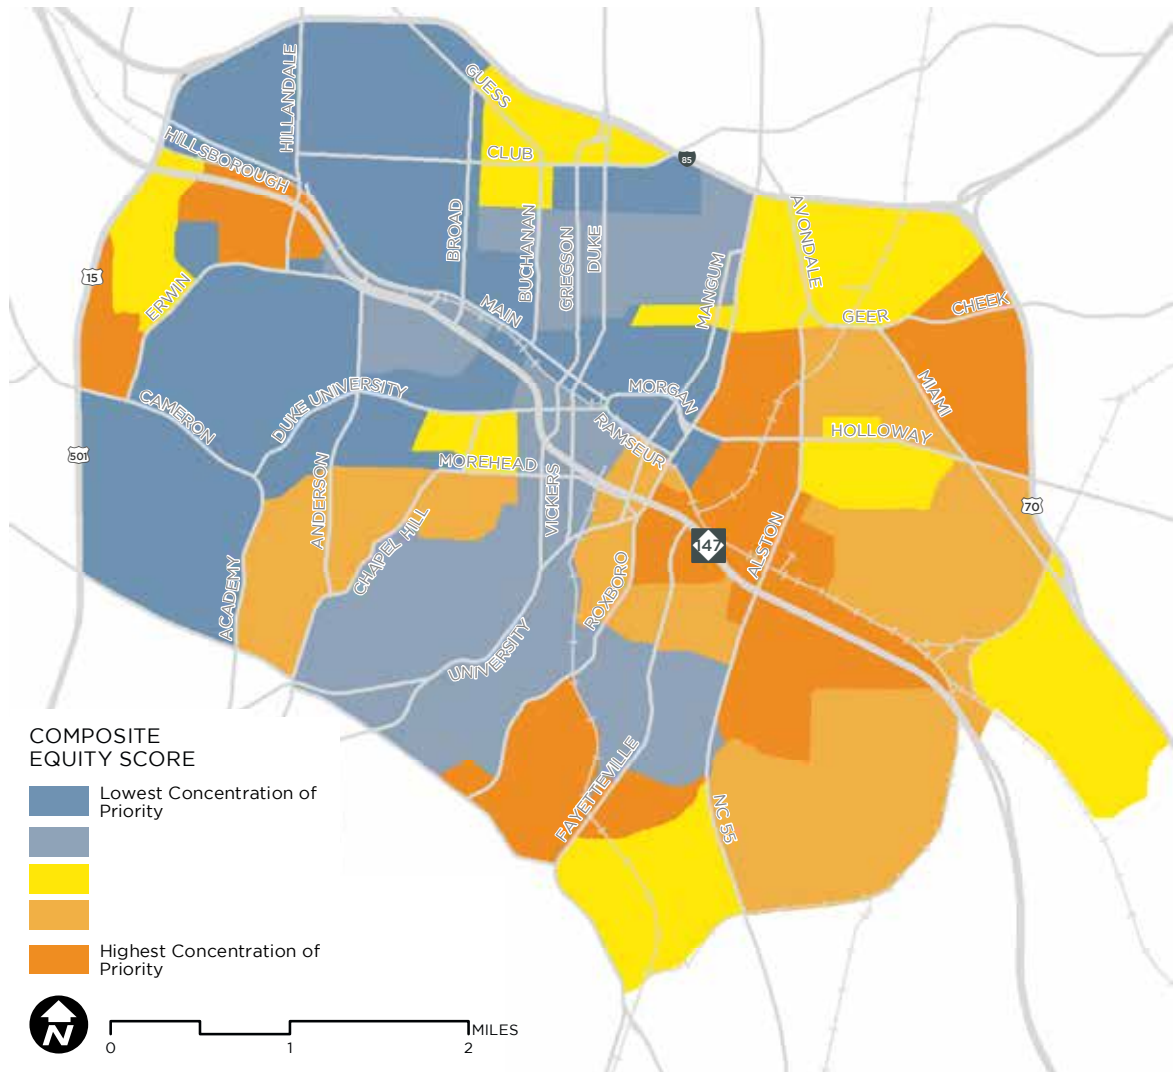 GUESS
HILLANDALE
CLUB
85
HILLSBOROUGH
BROAD
BUCHANAN
GREGSON
DUKE
AVONDALE
MANGUM
15
ERWIN
MAIN
GEER
CHEEK
CAMERON
DUKE UNIVERSITY
MORGAN
MIAMI
RAMSEUR
HOLLOWAY
501
MOREHEAD
ANDERSON
VICKERS
70
CHAPEL HILL
147
ALSTON
ACADEMY
ROXBORO
UNIVERSITY
FAYETTEVILLE
NC 55
COMPOSITE
EQUITY SCORE
Lowest Concentration of
Priority
Highest Concentration of
Priority
N
MILES
0 1 2